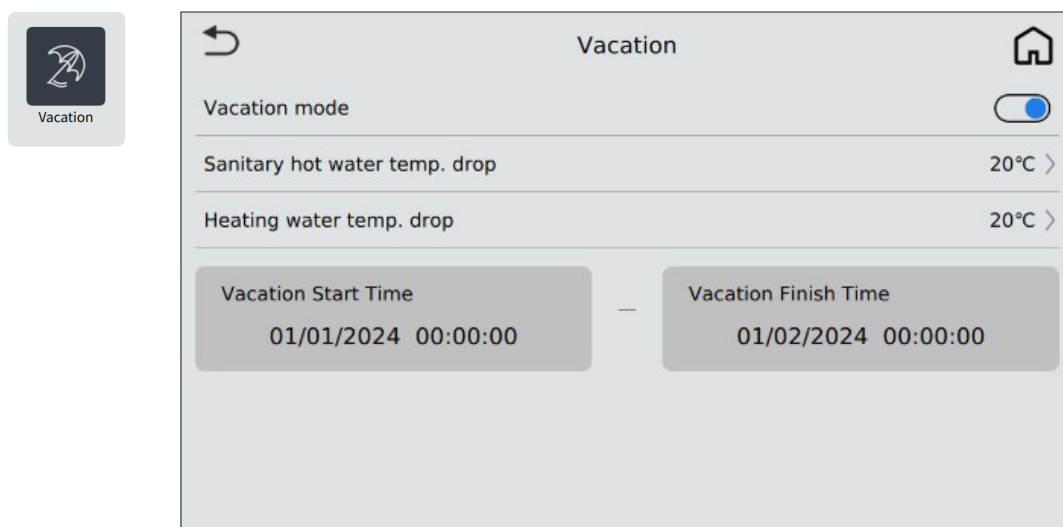 Vacation
Vacation
Vacation mode
Sanitary hot water temp. drop 20℃
Heating water temp. drop 20℃
Vacation Start Time
01/01/2024 00:00:00
—
Vacation Finish Time
01/02/2024 00:00:00